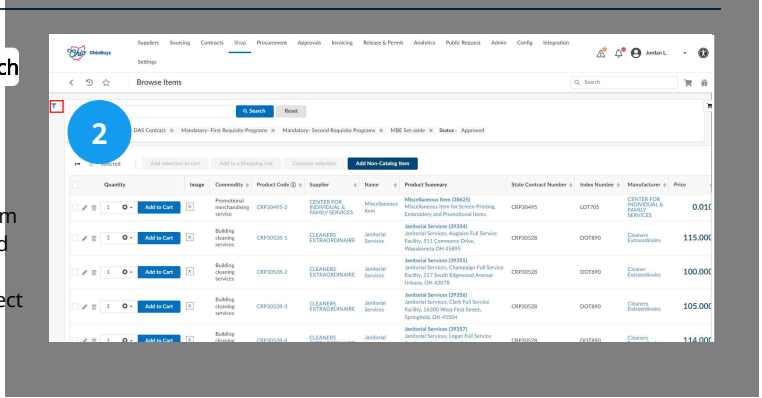 Suppliers Sourcing Contracts Shop Procurement Approvals Invoicing Release & Permit Analytics Public Request Admin Config Integration
Ohio OhioBuys
Jordan L.
Settings
ch
Browse Items
Search
Search Reset
2
DAS Contract × Mandatory- First Requisite Programs × Mandatory- Second Requisite Programs × MBE Set-aside × Status : Approved
Selected Add selection to cart Add to a Shopping List Compare selection Add Non-Catalog Item
Quantity Image Commodity Product Code Supplier Name Product Summary State Contract Number Index Number Manufacturer Price
1 Add to Cart
Promotional
merchandising
service
CRP30495-2
CENTER FOR
INDIVIDUAL &
FAMILY SERVICES
Miscellaneous
Item
Miscellaneous Item (38625)
Miscellaneous Item for Screen Printing,
Embroidery and Promotional Items.
CRP30495
LOT705
CENTER FOR
INDIVIDUAL &
FAMILY
SERVICES
0.010
m
1 Add to Cart
Building
cleaning
services
CRP30528-1
CLEANERS
EXTRAORDINAIRE
Janitorial
Services
Janitorial Services (39354)
Janitorial Services, Auglaize Full Service
Facility, 511 Commerce Drive,
Wapakoneta OH 45895
CRP30528
DOT890
Cleaners
Extraordinaire
115.000
d
1 Add to Cart
Building
cleaning
services
CRP30528-2
CLEANERS
EXTRAORDINAIRE
Janitorial
Services
Janitorial Services (39355)
Janitorial Services, Champaign Full Service
Facility, 217 South Edgewood Avenue
Urbana, OH 43078
CRP30528
DOT890
Cleaner
Extraordinaire
100.000
ect
1 Add to Cart
Building
cleaning
services
CRP30528-3
CLEANERS
EXTRAORDINAIRE
Janitorial
Services
Janitorial Services (39356)
Janitorial Services, Clark Full Service
Facility, 16300 West First Street,
Springfield, OH 45504
CRP30528
DOT890
Cleaners
Extraordinaire
105.000
1 Add to Cart
Building
cleaning
CRP30528-4
CLEANERS
Janitorial
Janitorial Services (39357)
Janitorial Services, Logan Full Service
CRP30528
DOT890
Cleaners
114.000